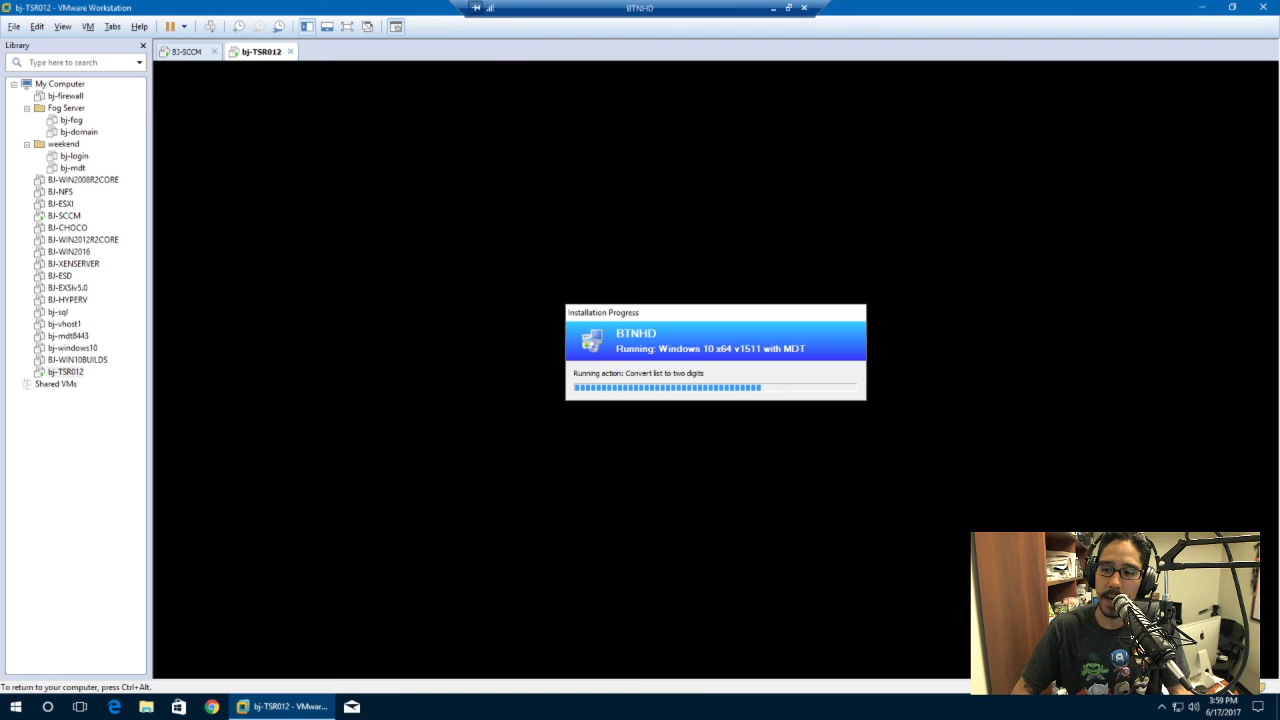 bj-TSR012 - VMware Workstation
BTNHD
File Edit View VM Tabs Help
Library
BJ-SCCM
bj-TSR012
Type here to search
My Computer
bj-firewall
Fog Server
bj-fog
bj-domain
weekend
bj-login
bj-mdt
BJ-WIN2008R2CORE
BJ-NFS
BJ-ESXI
BJ-SCCM
BJ-CHOCO
BJ-WIN2012R2CORE
BJ-WIN2016
BJ-XENSERVER
BJ-ESD
BJ-EXSIv5.0
BJ-HYPERV
bj-sql
bj-vhost1
bj-mdt8443
bj-windows10
BJ-WIN10BUILDS
bj-TSR012
Shared VMs
Installation Progress
BTNHD
Running: Windows 10 x64 v1511 with MDT
Running action: Convert list to two digits
To return to your computer, press Ctrl+Alt.
bj-TSR012 - VMwar...
3:59 PM
6/17/2017